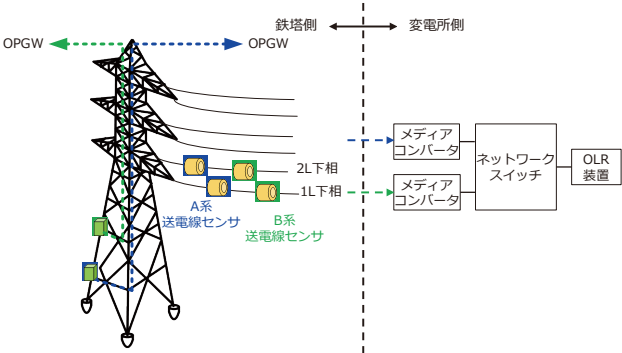 鉄塔側
変電所側
OPGW
OPGW
メディア
コンバータ
ネットワーク
スイッチ
OLR
装置
メディア
コンバータ
2L下相
1L下相
A系
送電線センサ
B系
送電線センサ